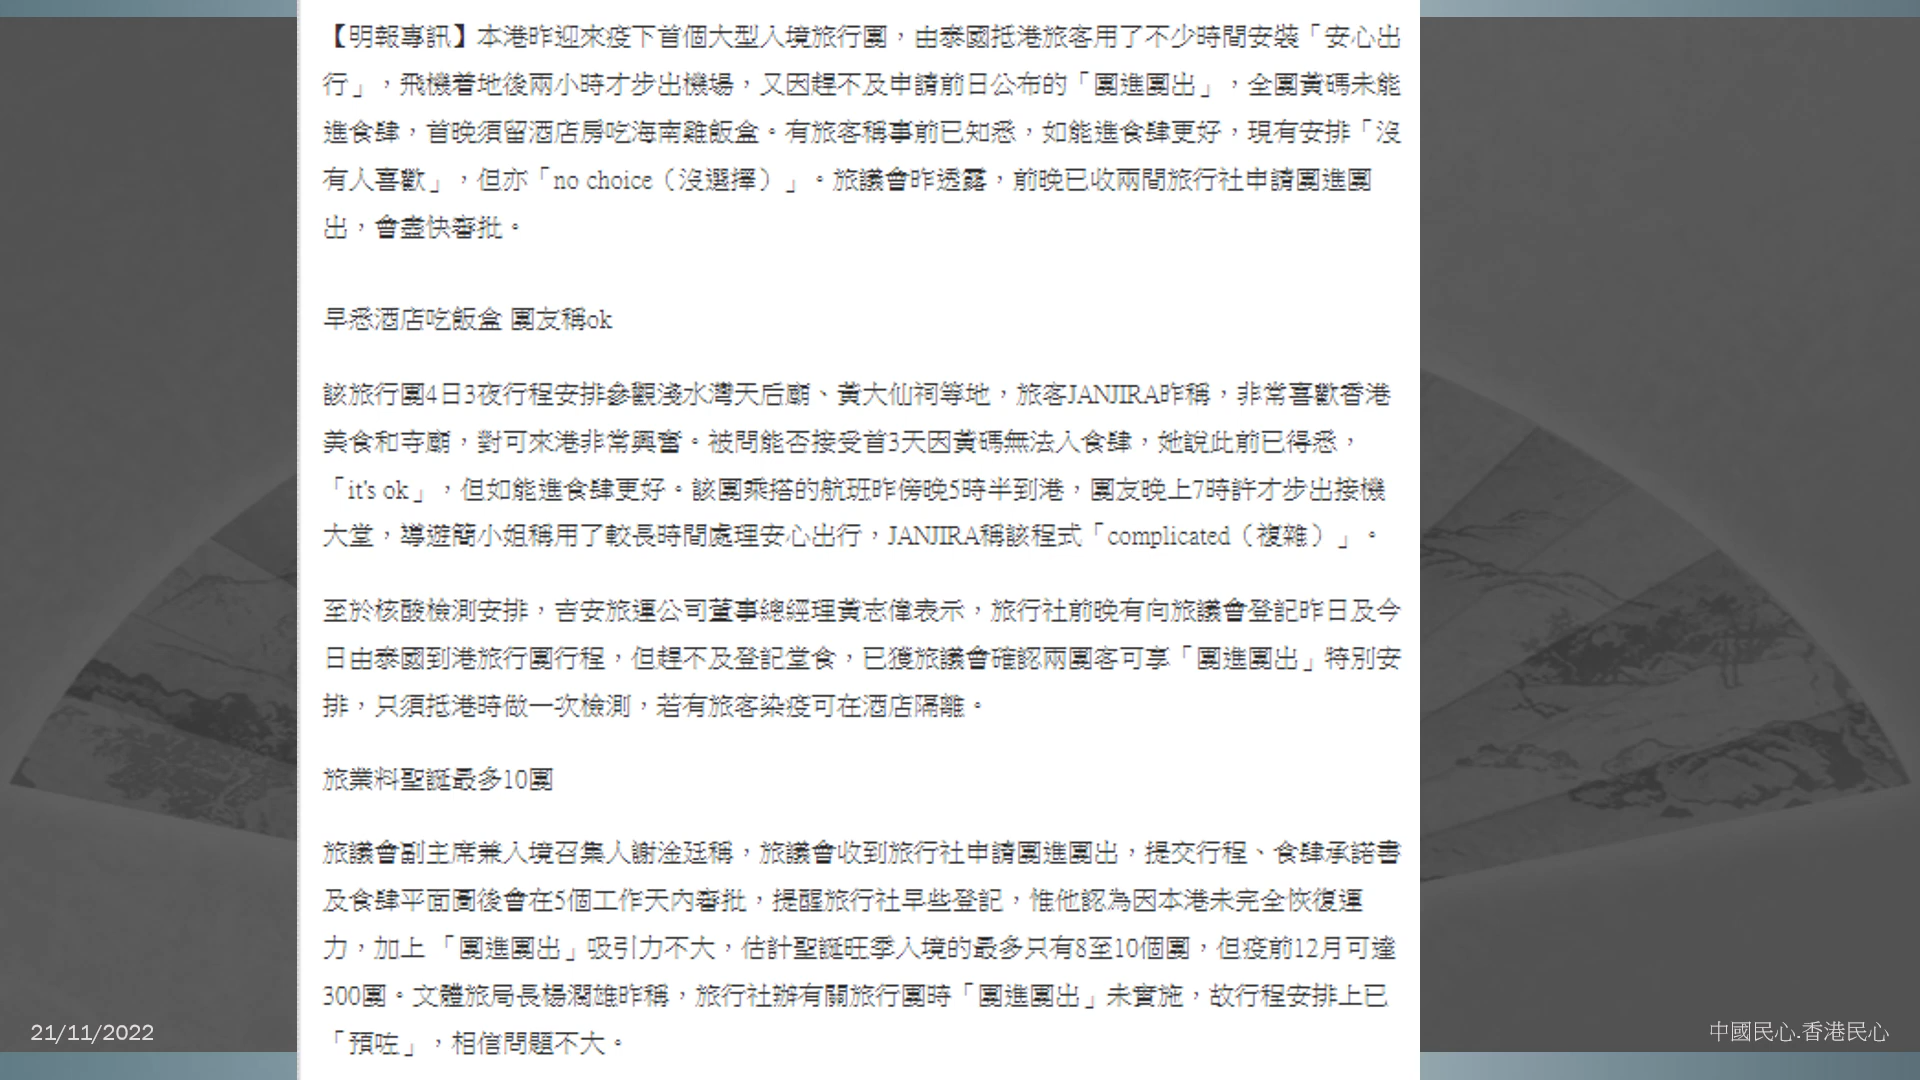 【明報專訊】本港昨迎來疫下首個大型入境旅行團，由泰國抵港旅客用了不少時間安裝「安心出
行」，飛機着地後兩小時才步出機場，又因趕不及申請前日公布的「團進團出」，全團黃碼未能
進食肆，首晚須留酒店房吃海南雞飯盒。有旅客稱事前已知悉，如能進食肆更好，現有安排「沒
有人喜歡」，但亦「no choice（沒選擇）」。旅議會昨透露，前晚已收兩間旅行社申請團進團
出，會盡快審批。
早悉酒店吃飯盒 團友稱ok
該旅行團4日3夜行程安排參觀淺水灣天后廟、黃大仙祠等地，旅客JANJIRA昨稱，非常喜歡香港
美食和寺廟，對可來港非常興奮。被問能否接受首3天因黃碼無法入食肆，她說此前已得悉，
「it's ok」，但如能進食肆更好。該團乘搭的航班昨傍晚5時半到港，團友晚上7時許才步出接機
大堂，導遊簡小姐稱用了較長時間處理安心出行，JANJIRA稱該程式「complicated（複雜）」。
至於核酸檢測安排，吉安旅運公司董事總經理黃志偉表示，旅行社前晚有向旅議會登記昨日及今
日由泰國到港旅行團行程，但趕不及登記堂食，已獲旅議會確認兩團客可享「團進團出」特別安
排，只須抵港時做一次檢測，若有旅客染疫可在酒店隔離。
旅業料聖誕最多10團
旅議會副主席兼入境召集人謝淦廷稱，旅議會收到旅行社申請團進團出，提交行程、食肆承諾書
及食肆平面圖後會在5個工作天內審批，提醒旅行社早些登記，惟他認為因本港未完全恢復運
力，加上 「團進團出」吸引力不大，估計聖誕旺季入境的最多只有8至10個團，但疫前12月可達
300團。文體旅局長楊潤雄昨稱，旅行社辦有關旅行團時「團進團出」未實施，故行程安排上已
「預咗」，相信問題不大。
21/11/2022
中國民心.香港民心